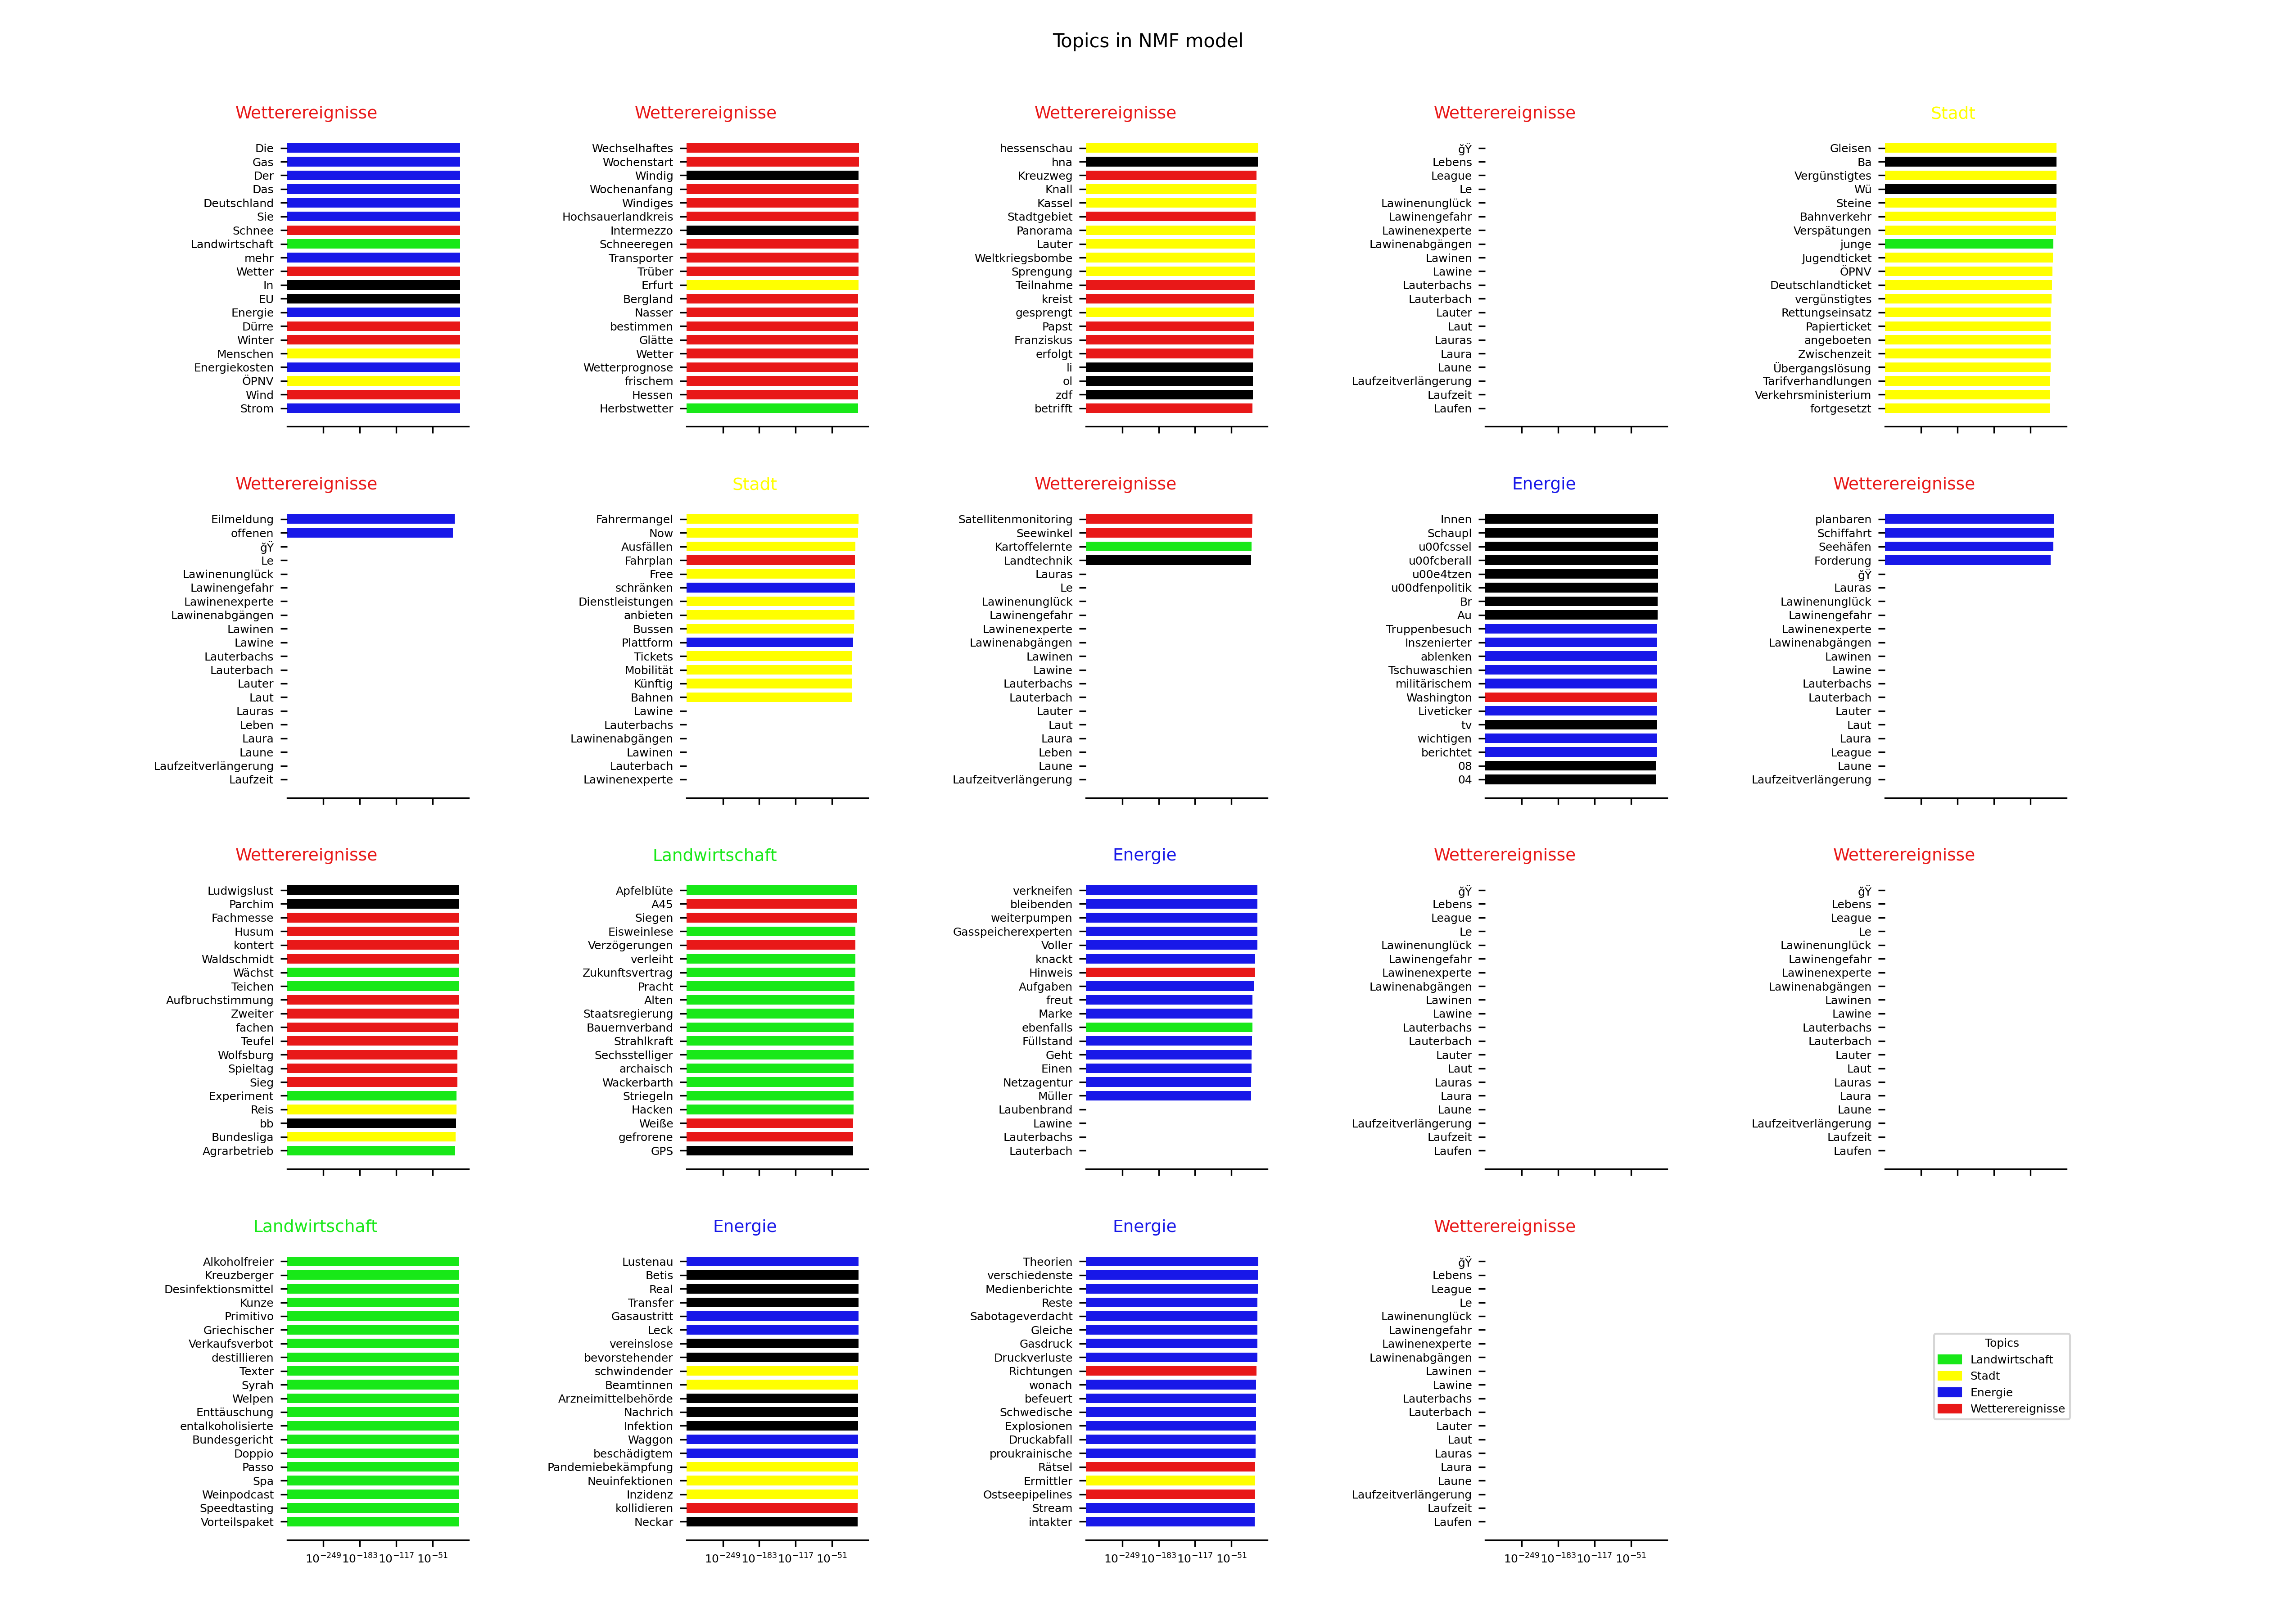 Topics in NMF model
Wetterereignisse
Die
Gas
Der
Das
Deutschland
Sie
Schnee
Landwirtschaft
mehr
Wetter
In
EU
Energie
Dürre
Winter
Menschen
Energiekosten
ÖPNV
Wind
Strom
Wetterereignisse
Wechselhaftes
Wochenstart
Windig
Wochenanfang
Windiges
Hochsauerlandkreis
Intermezzo
Schneeregen
Transporter
Trüber
Erfurt
Bergland
Nasser
bestimmen
Glätte
Wetter
Wetterprognose
frischem
Hessen
Herbstwetter
Wetterereignisse
hessenschau
hna
Kreuzweg
Knall
Kassel
Stadtgebiet
Panorama
Lauter
Weltkriegsbombe
Sprengung
Teilnahme
kreist
gesprengt
Papst
Franziskus
erfolgt
li
ol
zdf
betrifft
Wetterereignisse
ğŸ
Lebens
League
Le
Lawinenunglück
Lawinengefahr
Lawinenexperte
Lawinenabgängen
Lawinen
Lawine
Lauterbachs
Lauterbach
Lauter
Laut
Lauras
Laura
Laune
Laufzeitverlängerung
Laufzeit
Laufen
Stadt
Gleisen
Ba
Vergünstigtes
Wü
Steine
Bahnverkehr
Verspätungen
junge
Jugendticket
ÖPNV
Deutschlandticket
vergünstigtes
Rettungseinsatz
Papierticket
angeboten
Zwischenzeit
Übergangslösung
Tarifverhandlungen
Verkehrsministerium
fortgesetzt
Wetterereignisse
Eilmeldung
offenen
ğŸ
Le
Lawinenunglück
Lawinengefahr
Lawinenexperte
Lawinenabgängen
Lawinen
Lawine
Lauterbachs
Lauterbach
Lauter
Laut
Lauras
Leben
Laura
Laune
Laufzeitverlängerung
Laufzeit
Stadt
Fahrermangel
Now
Ausfällen
Fahrplan
Free
schränken
Dienstleistungen
anbieten
Bussen
Plattform
Tickets
Mobilität
Künftig
Bahnen
Lawine
Lauterbachs
Lawinenabgängen
Lawinen
Lauterbach
Lawinenexperte
Wetterereignisse
Satellitenmonitoring
Seewinkel
Kartoffelernte
Landtechnik
Lauras
Le
Lawinenunglück
Lawinengefahr
Lawinenexperte
Lawinenabgängen
Lawinen
Lawine
Lauterbachs
Lauterbach
Lauter
Laut
Laura
Leben
Laune
Laufzeitverlängerung
Energie
Innen
Schaupl
u00fcssel
u00fcberall
u00e4tzen
u00dfenpolitik
Br
Au
Truppenbesuch
Inszenierter
ablenken
Tschuwaschien
militärischem
Washington
Liveticker
tv
wichtigen
berichtet
08
04
Wetterereignisse
planbaren
Schiffahrt
Seehäfen
Forderung
ğŸ
Lauras
Lawinenunglück
Lawinengefahr
Lawinenexperte
Lawinenabgängen
Lawinen
Lawine
Lauterbachs
Lauterbach
Lauter
Laut
Laura
League
Laune
Laufzeitverlängerung
Wetterereignisse
Ludwigslust
Parchim
Fachmesse
Husum
kontert
Waldschmidt
Wächst
Teichen
Aufbruchstimmung
Zweiter
fachen
Teufel
Wolfsburg
Spieltag
Sieg
Experiment
Reis
bb
Bundesliga
Agrarbetrieb
Landwirtschaft
Apfelblüte
A45
Siegen
Eisweinlese
Verzögerungen
verleiht
Zukunftsvertrag
Pracht
Alten
Staatsregierung
Bauernverband
Strahlkraft
Sechsstelliger
archaisch
Wackerbarth
Striegeln
Hacken
Weiße
gefrorene
GPS
Energie
verkneifen
bleibenden
weiterpumpen
Gasspeicherexperten
Voller
knackt
Hinweis
Aufgaben
freut
Marke
ebenfalls
Füllstand
Geht
Einen
Netzagentur
Müller
Laubenbrand
Lawine
Lauterbachs
Lauterbach
Wetterereignisse
ğŸ
Lebens
League
Le
Lawinenunglück
Lawinengefahr
Lawinenexperte
Lawinenabgängen
Lawinen
Lawine
Lauterbachs
Lauterbach
Lauter
Laut
Lauras
Laura
Laune
Laufzeitverlängerung
Laufzeit
Laufen
Wetterereignisse
ğŸ
Lebens
League
Le
Lawinenunglück
Lawinengefahr
Lawinenexperte
Lawinenabgängen
Lawinen
Lawine
Lauterbachs
Lauterbach
Lauter
Laut
Lauras
Laura
Laune
Laufzeitverlängerung
Laufzeit
Laufen
Landwirtschaft
Alkoholfreier
Kreuzberger
Desinfektionsmittel
Kunze
Primitivo
Griechischer
Verkaufsverbot
destillieren
Texter
Syrah
Welpen
Enttäuschung
entalkoholisierte
Bundesgericht
Doppio
Passo
Spa
Weinpodcast
Speedtasting
Vorteilspaket
10⁻²⁴⁹ 10⁻¹⁸³ 10⁻¹¹⁷ 10⁻⁵¹
Energie
Lustenau
Betis
Real
Transfer
Gasaustritt
Leck
vereinslose
bevorstehender
schwindender
Beamtinnen
Arzneimittelbehörde
Nachrich
Infektion
Waggon
beschädigtem
Pandemiebekämpfung
Neuinfektionen
Inzidenz
kollidieren
Neckar
10⁻²⁴⁹ 10⁻¹⁸³ 10⁻¹¹⁷ 10⁻⁵¹
Energie
Theorien
verschiedenste
Medienberichte
Reste
Sabotageverdacht
Gleiche
Gasdruck
Druckverluste
Richtungen
wonach
befeuert
Schwedische
Explosionen
Druckabfall
proukrainische
Rätsel
Ermittler
Ostseepipelines
Stream
intakter
10⁻²⁴⁹ 10⁻¹⁸³ 10⁻¹¹⁷ 10⁻⁵¹
Wetterereignisse
ğŸ
Lebens
League
Le
Lawinenunglück
Lawinengefahr
Lawinenexperte
Lawinenabgängen
Lawinen
Lawine
Lauterbachs
Lauterbach
Lauter
Laut
Lauras
Laura
Laune
Laufzeitverlängerung
Laufzeit
Laufen
10⁻²⁴⁹ 10⁻¹⁸³ 10⁻¹¹⁷ 10⁻⁵¹
Topics
Landwirtschaft
Stadt
Energie
Wetterereignisse